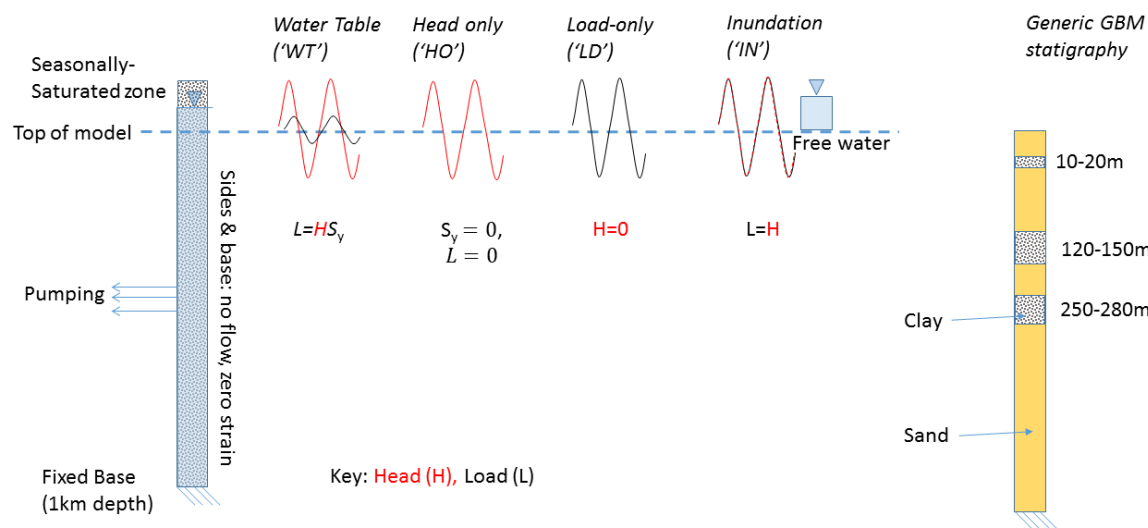 Water Table
('WT')
Head only
('HO')
Load-only
('LD')
Inundation
('IN')
Generic GBM
statigraphy
Seasonally-
Saturated zone
Top of model
Free water
10-20m
L=HSy
Sy = 0,
L = 0
H=0
L=H
120-150m
Sides & base: no flow, zero strain
Pumping
250-280m
Clay
Sand
Fixed Base
(1km depth)
Key: Head (H), Load (L)